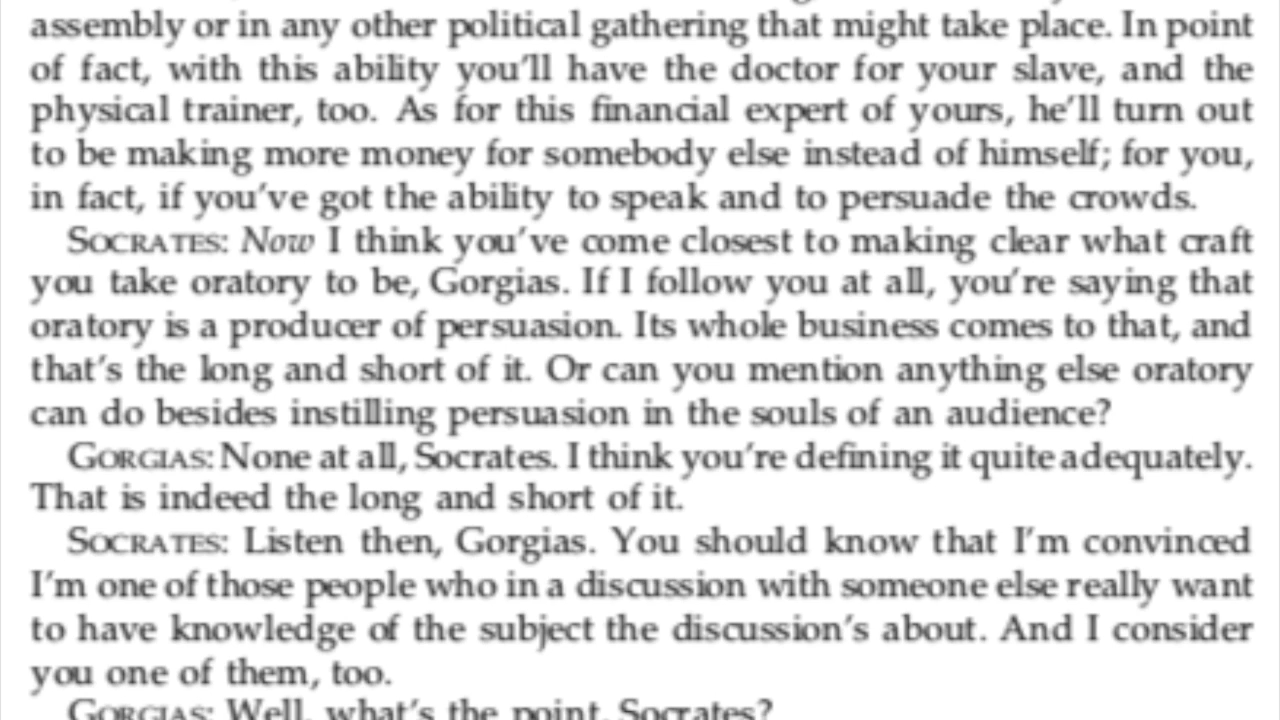 assembly or in any other political gathering that might take place. In point
of fact, with this ability you'll have the doctor for your slave, and the
physical trainer, too. As for this financial expert of yours, he'll turn out
to be making more money for somebody else instead of himself; for you,
in fact, if you've got the ability to speak and to persuade the crowds.
SOCRATES: Now I think you've come closest to making clear what craft
you take oratory to be, Gorgias. If I follow you at all, you're saying that
oratory is a producer of persuasion. Its whole business comes to that, and
that's the long and short of it. Or can you mention anything else oratory
can do besides instilling persuasion in the souls of an audience?
GORGIAS: None at all, Socrates. I think you're defining it quite adequately.
That is indeed the long and short of it.
SOCRATES: Listen then, Gorgias. You should know that I'm convinced
I'm one of those people who in a discussion with someone else really want
to have knowledge of the subject the discussion's about. And I consider
you one of them, too.
GORGIAS: Well, what's the point, Socrates?